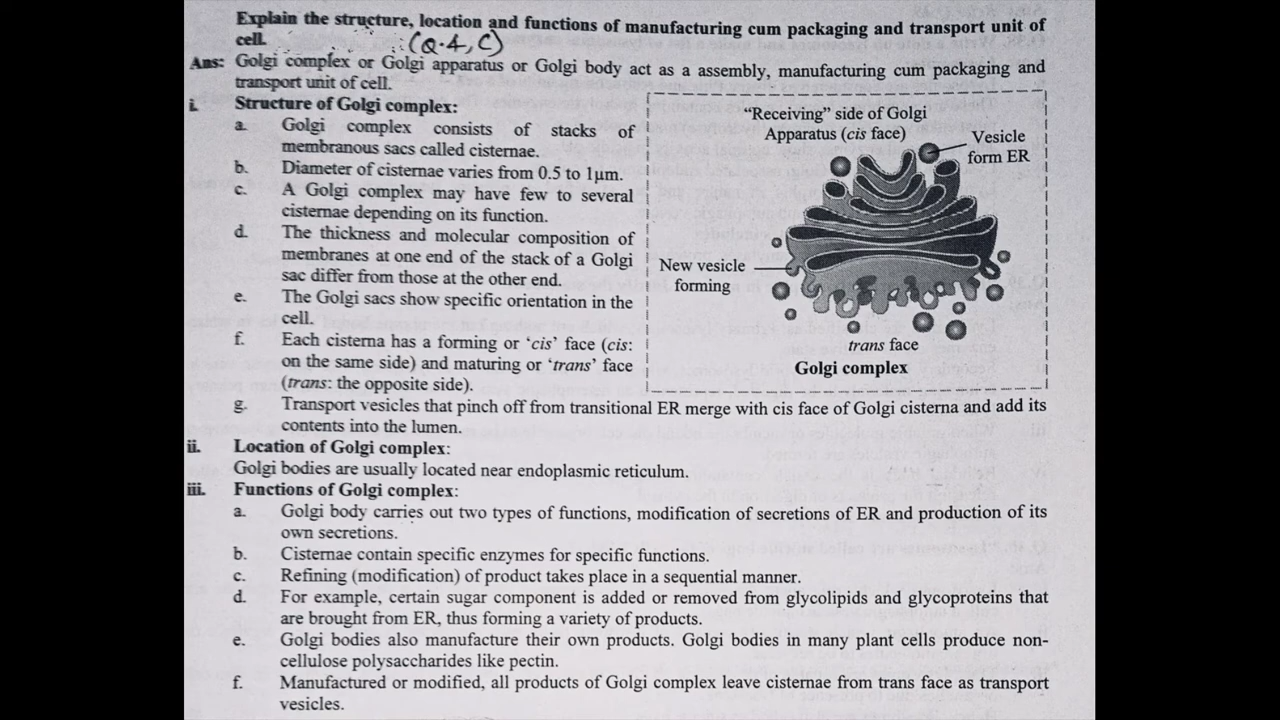 Explain the structure, location and functions of manufacturing cum packaging and transport unit of
cell. (Q.4, C)
Ans: Golgi complex or Golgi apparatus or Golgi body act as a assembly, manufacturing cum packaging and
transport unit of cell.
i. Structure of Golgi complex:
a. Golgi complex consists of stacks of
membranous sacs called cisternae.
b. Diameter of cisternae varies from 0.5 to 1μm.
c. A Golgi complex may have few to several
cisternae depending on its function.
d. The thickness and molecular composition of
membranes at one end of the stack of a Golgi
sac differ from those at the other end.
e. The Golgi sacs show specific orientation in the
cell.
f. Each cisterna has a forming or ‘cis’ face (cis:
on the same side) and maturing or ‘trans’ face
(trans: the opposite side).
“Receiving” side of Golgi
Apparatus (cis face)
Vesicle
form ER
New vesicle
forming
trans face
Golgi complex
g. Transport vesicles that pinch off from transitional ER merge with cis face of Golgi cisterna and add its
contents into the lumen.
ii. Location of Golgi complex:
Golgi bodies are usually located near endoplasmic reticulum.
iii. Functions of Golgi complex:
a. Golgi body carries out two types of functions, modification of secretions of ER and production of its
own secretions.
b. Cisternae contain specific enzymes for specific functions.
c. Refining (modification) of product takes place in a sequential manner.
d. For example, certain sugar component is added or removed from glycolipids and glycoproteins that
are brought from ER, thus forming a variety of products.
e. Golgi bodies also manufacture their own products. Golgi bodies in many plant cells produce non-
cellulose polysaccharides like pectin.
f. Manufactured or modified, all products of Golgi complex leave cisternae from trans face as transport
vesicles.